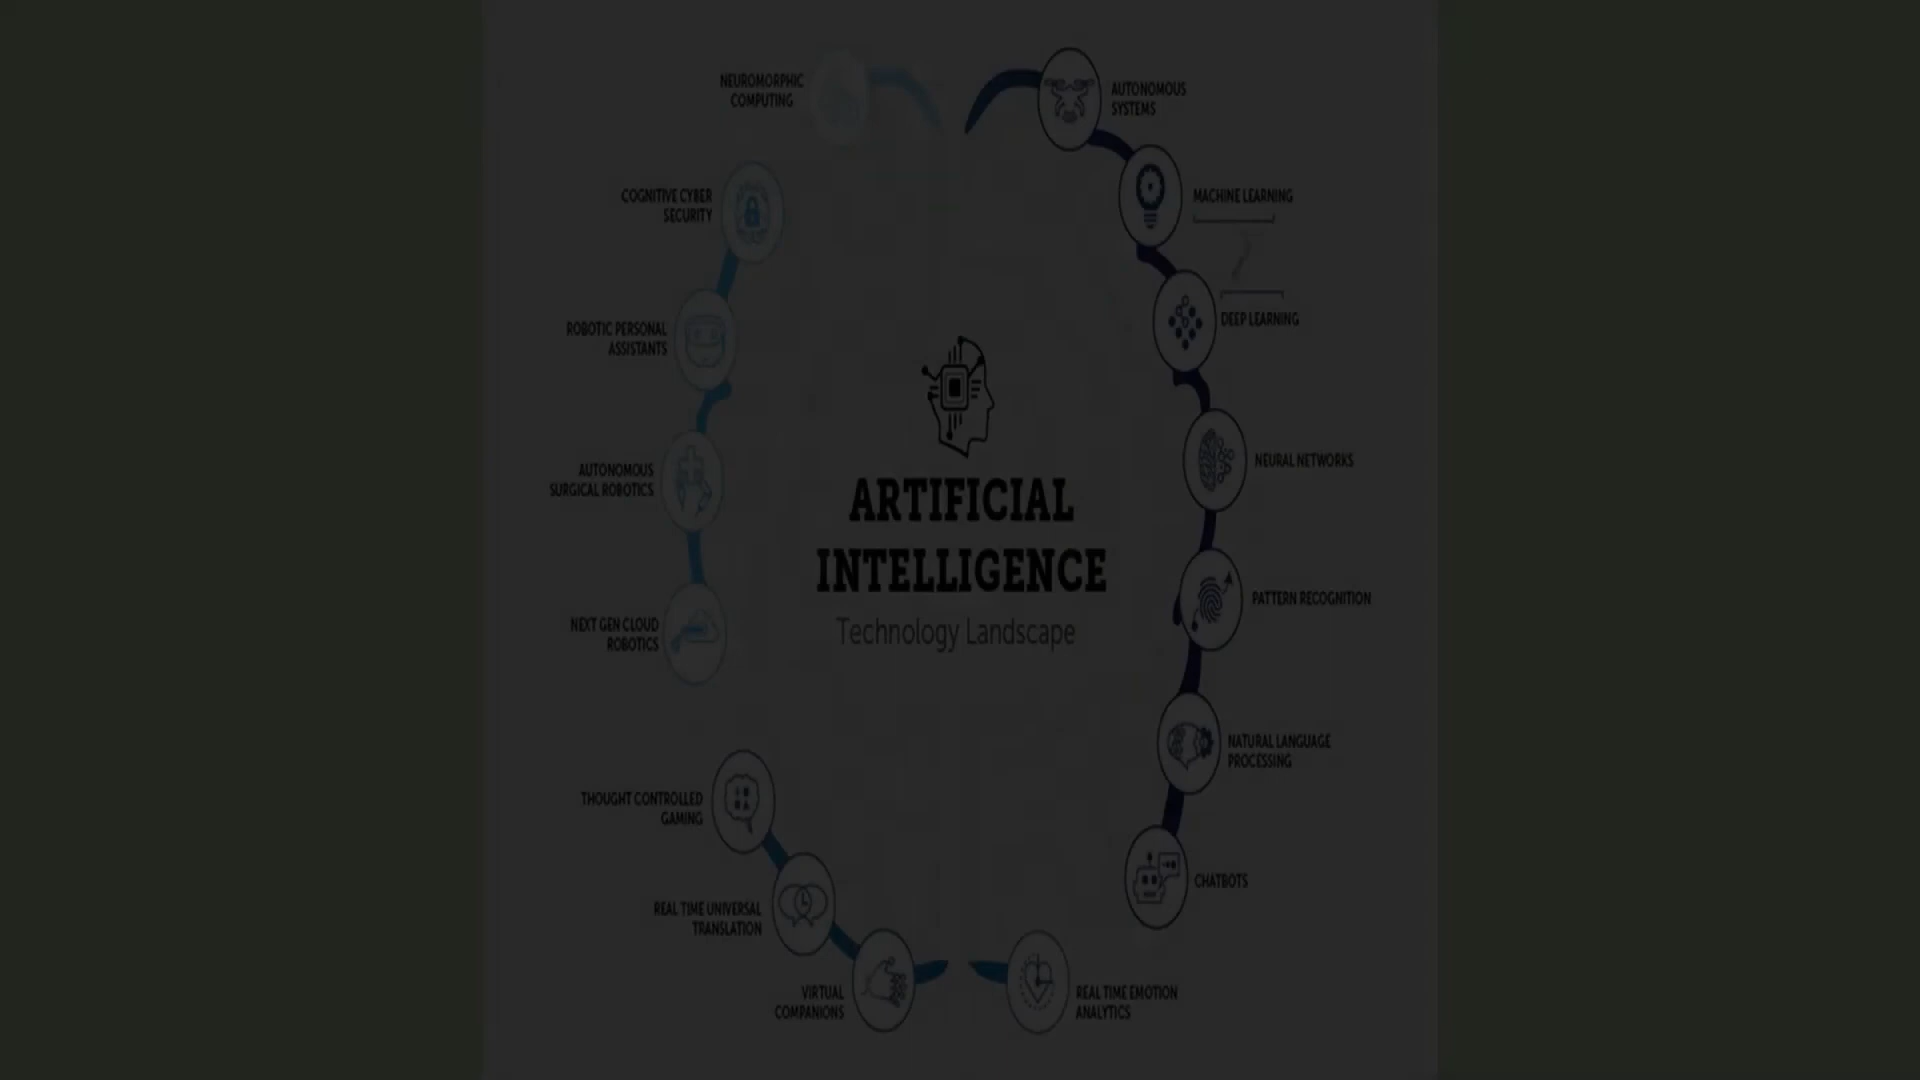 NEUROMORPHIC
COMPUTING
AUTONOMOUS
SYSTEMS
COGNITIVE CYBER
SECURITY
MACHINE LEARNING
ROBOTIC PERSONAL
ASSISTANTS
DEEP LEARNING
ARTIFICIAL
INTELLIGENCE
Technology Landscape
AUTONOMOUS
SURGICAL ROBOTICS
NEURAL NETWORKS
NEXT GEN CLOUD
ROBOTICS
PATTERN RECOGNITION
THOUGHT CONTROLLED
GAMING
NATURAL LANGUAGE
PROCESSING
REAL TIME UNIVERSAL
TRANSLATION
CHATBOTS
VIRTUAL
COMPANIONS
REAL TIME EMOTION
ANALYTICS